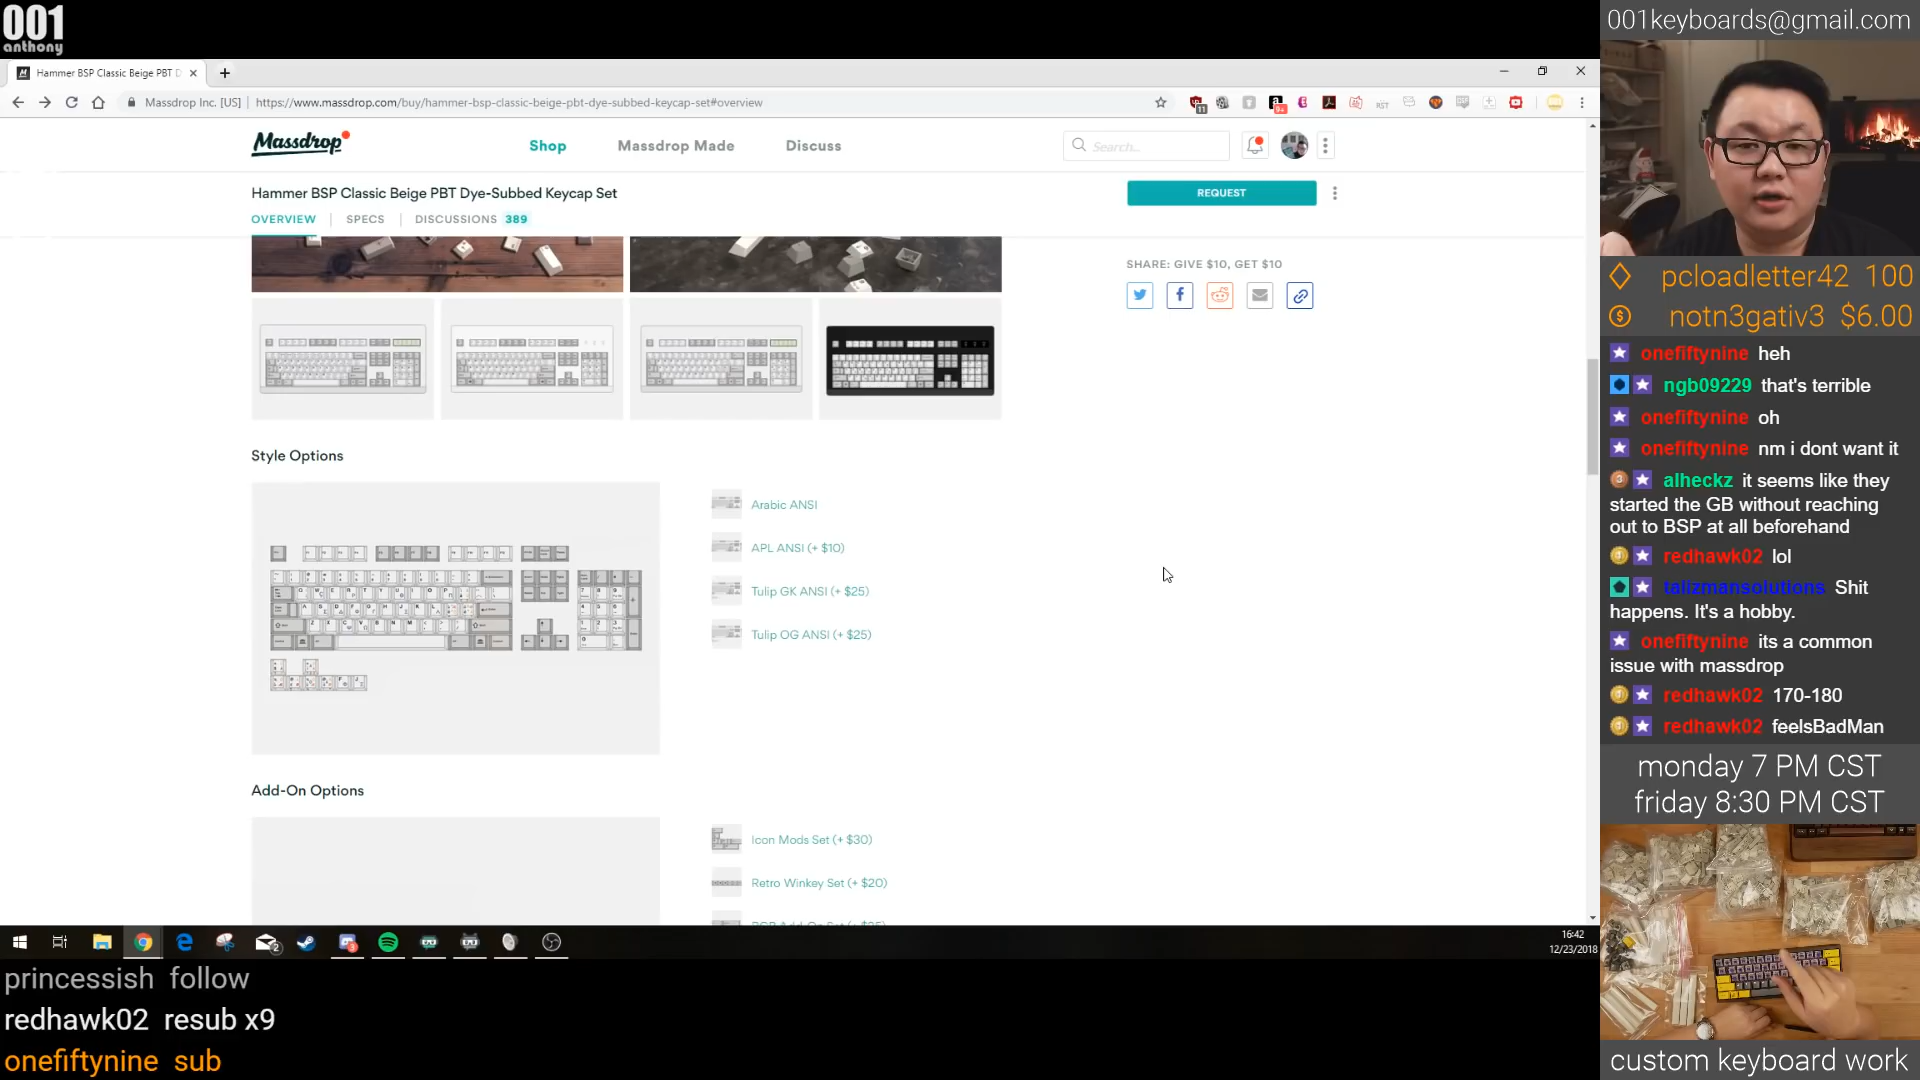 001
anthony
001keyboards@gmail.com
Hammer BSP Classic Beige PBT D
Massdrop Inc. [US]
https://www.massdrop.com/buy/hammer-bsp-classic-beige-pbt-dye-subbed-keycap-set#overview
Massdrop
Shop
Massdrop Made
Discuss
Search...
Hammer BSP Classic Beige PBT Dye-Subbed Keycap Set
REQUEST
OVERVIEW
SPECS
DISCUSSIONS 389
SHARE: GIVE $10, GET $10
Style Options
Arabic ANSI
APL ANSI (+ $10)
Tulip GK ANSI (+ $25)
Tulip OG ANSI (+ $25)
Add-On Options
Icon Mods Set (+ $30)
Retro Winkey Set (+ $20)
16:42
12/23/2018
pcloadletter42 100
notn3gativ3 $6.00
onefiftynine heh
ngb09229 that's terrible
onefiftynine oh
onefiftynine nm i dont want it
alheckz it seems like they
started the GB without reaching
out to BSP at all beforehand
redhawk02 lol
talizmansolutions Shit
happens. It's a hobby.
onefiftynine its a common
issue with massdrop
redhawk02 170-180
redhawk02 feelsBadMan
monday 7 PM CST
friday 8:30 PM CST
custom keyboard work
princessish follow
redhawk02 resub x9
onefiftynine sub